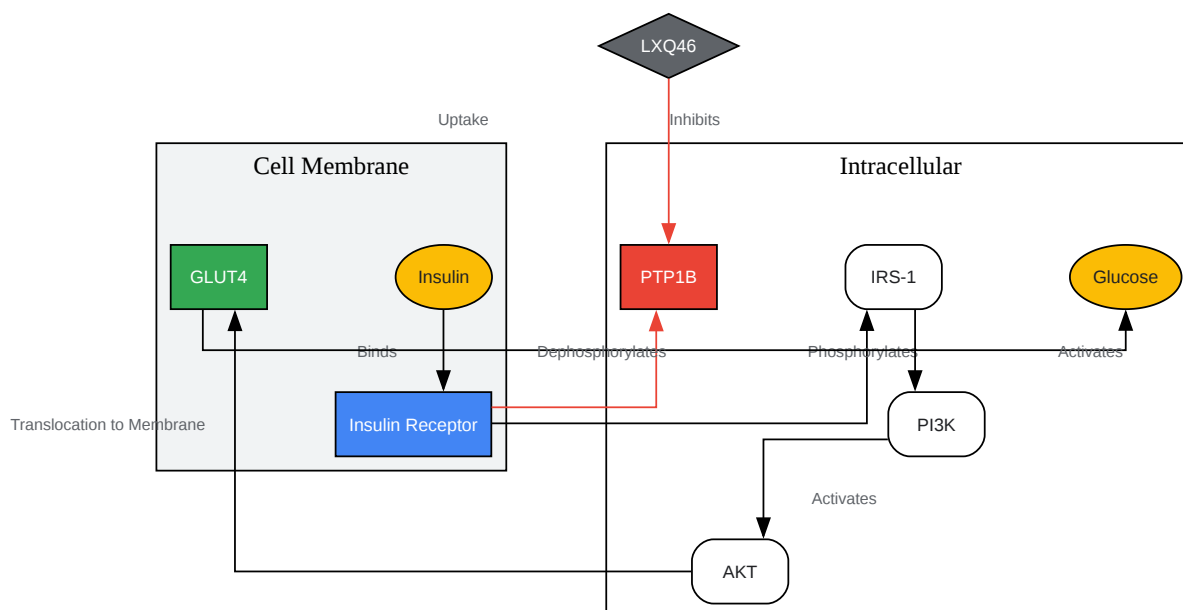 LXQ46
Uptake
Inhibits
Cell Membrane
Intracellular
GLUT4
Insulin
PTP1B
IRS-1
Glucose
Binds
Dephosphorylates
Phosphorylates
Activates
Translocation to Membrane
Insulin Receptor
PI3K
Activates
AKT